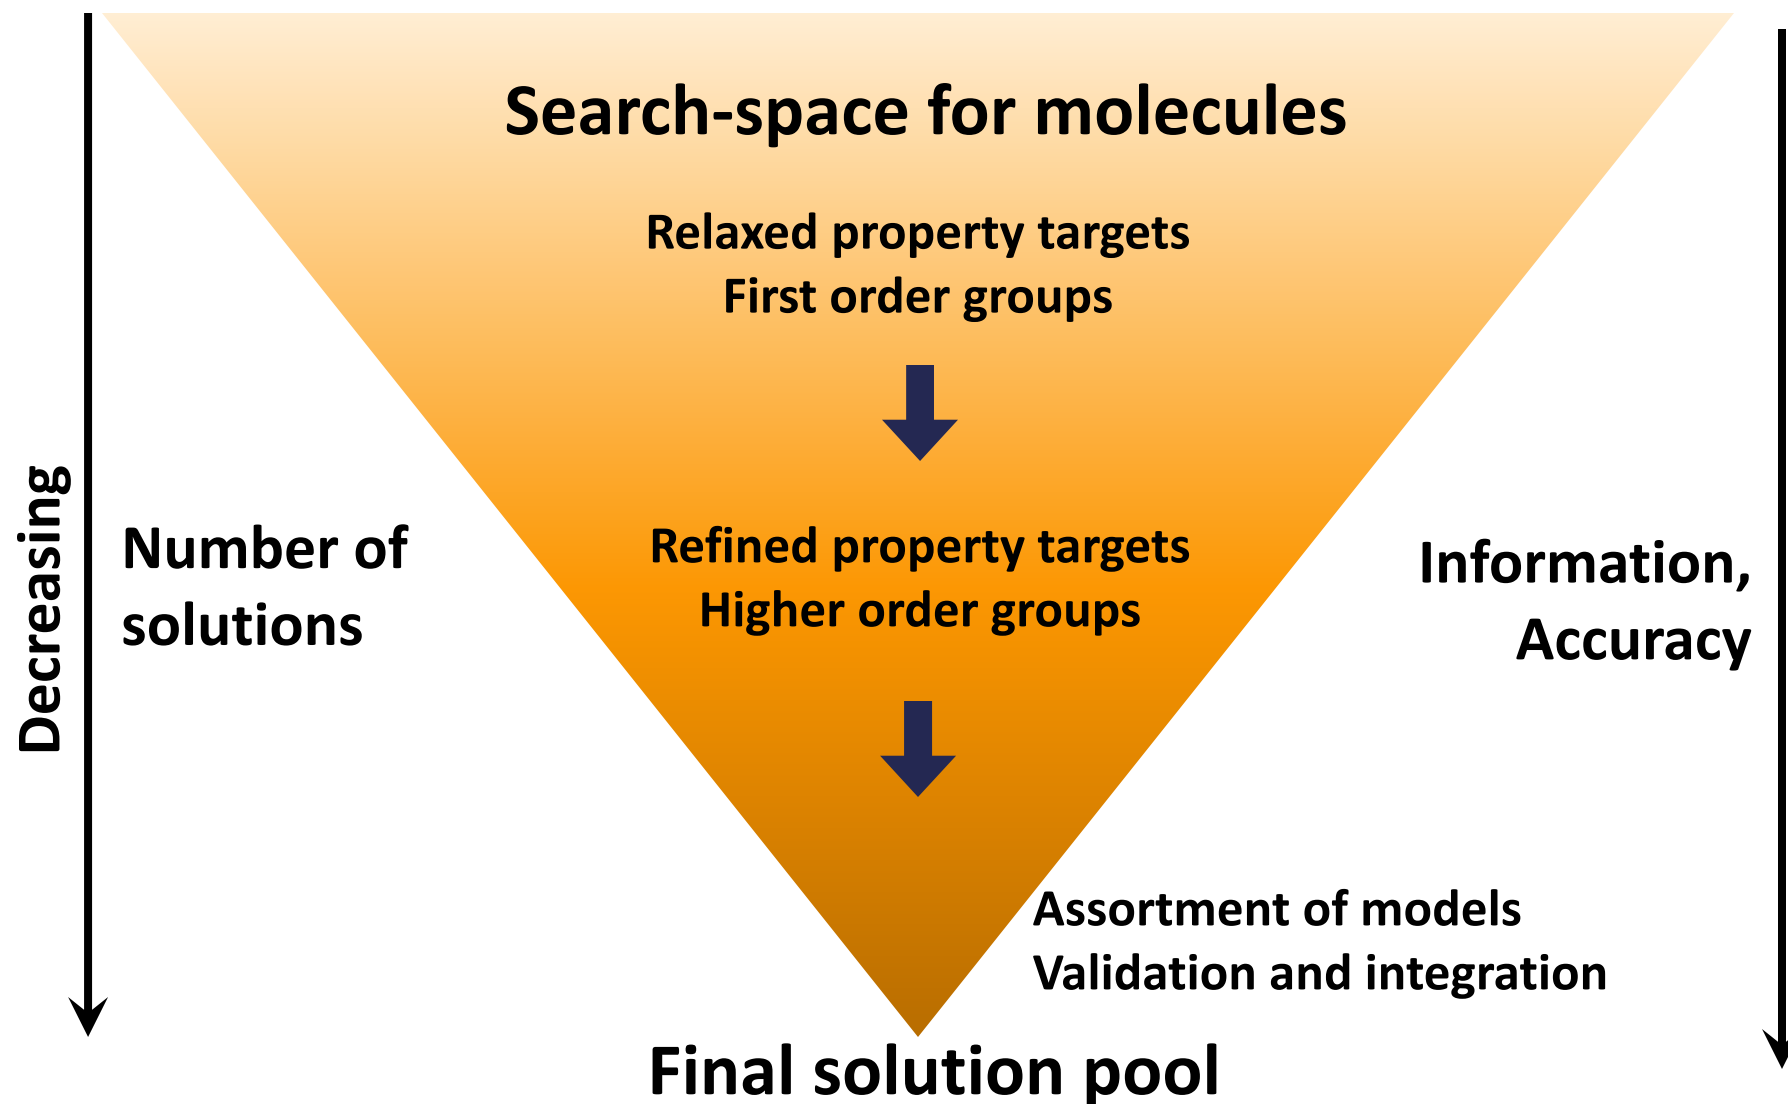 Search-space for molecules
Relaxed property targets
First order groups
Decreasing
Number of
solutions
Refined property targets
Higher order groups
Information,
Accuracy
Assortment of models
Validation and integration
Final solution pool